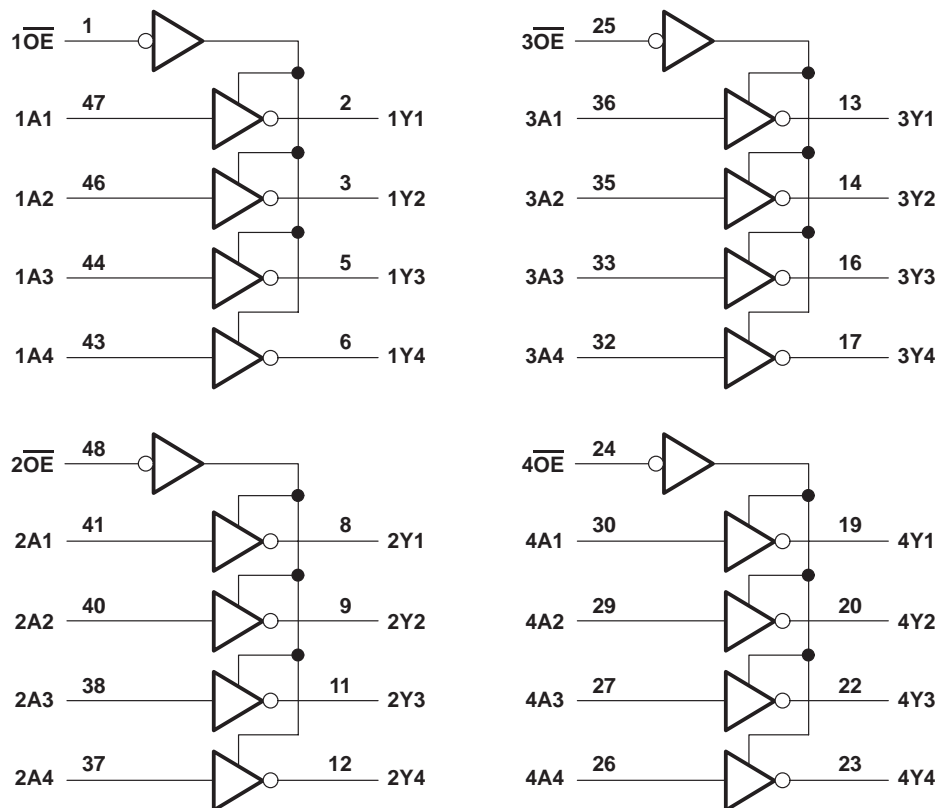 1OE 1
1A1 47 2 1Y1
1A2 46 3 1Y2
1A3 44 5 1Y3
1A4 43 6 1Y4
3OE 25
3A1 36 13 3Y1
3A2 35 14 3Y2
3A3 33 16 3Y3
3A4 32 17 3Y4
2OE 48
2A1 41 8 2Y1
2A2 40 9 2Y2
2A3 38 11 2Y3
2A4 37 12 2Y4
4OE 24
4A1 30 19 4Y1
4A2 29 20 4Y2
4A3 27 22 4Y3
4A4 26 23 4Y4